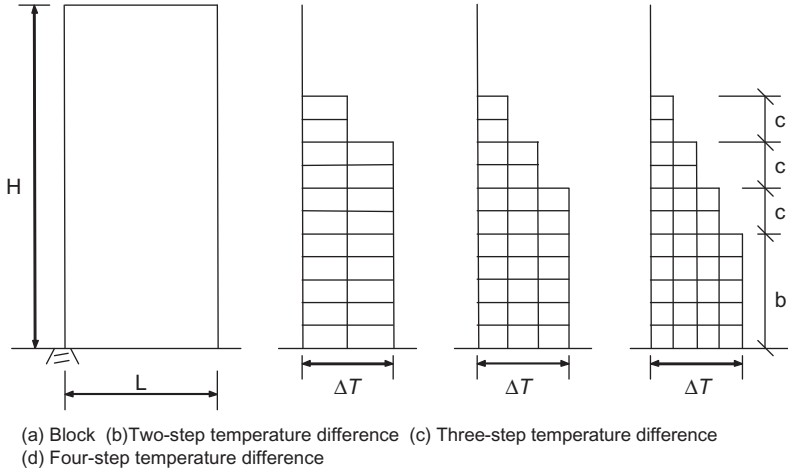 H
L
ΔT
ΔT
ΔT
c
c
c
b
(a) Block (b)Two-step temperature difference (c) Three-step temperature difference
(d) Four-step temperature difference